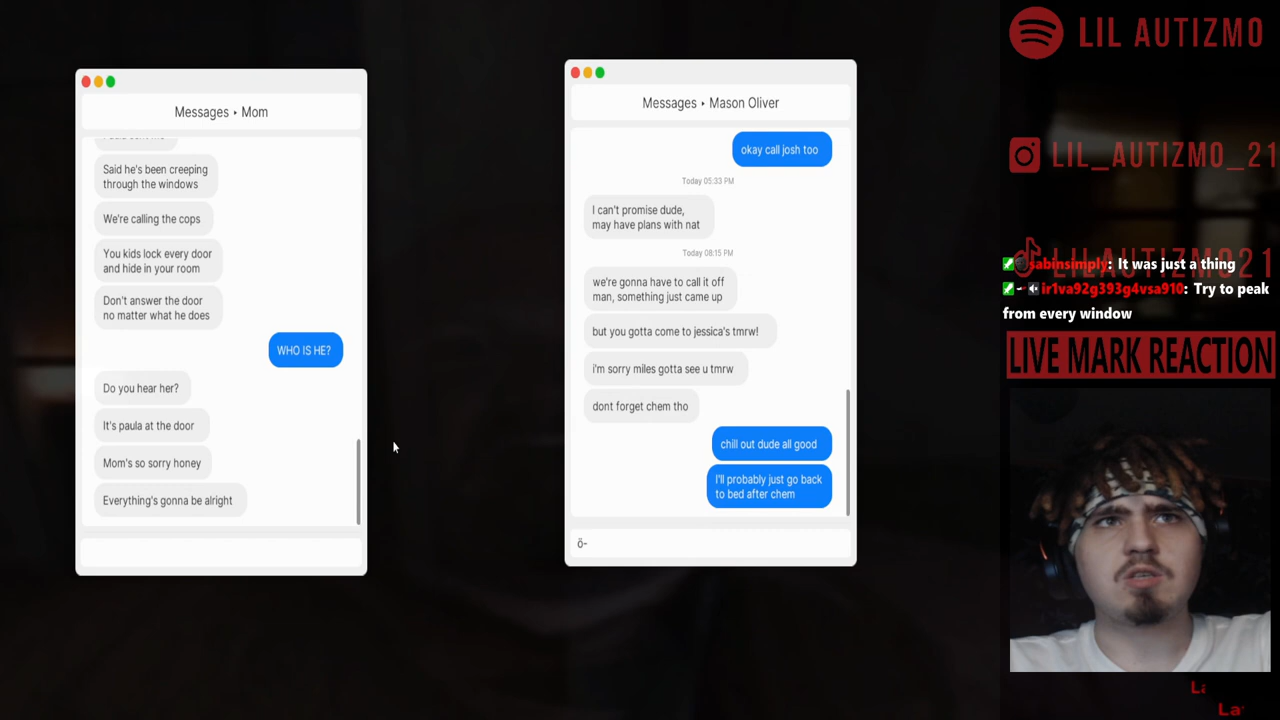 Messages ‣ Mom
Said he's been creeping
through the windows
We're calling the cops
You kids lock every door
and hide in your room
Don't answer the door
no matter what he does
WHO IS HE?
Do you hear her?
It's paula at the door
Mom's so sorry honey
Everything's gonna be alright
Messages ‣ Mason Oliver
okay call josh too
Today 05:33 PM
I can't promise dude,
may have plans with nat
Today 08:15 PM
we're gonna have to call it off
man, something just came up
but you gotta come to jessica's tmrw!
i'm sorry miles gotta see u tmrw
dont forget chem tho
chill out dude all good
I'll probably just go back
to bed after chem
ö-
LIL AUTIZMO
LIL_AUTIZMO_21
LILAUTIZMO21
sabinsimply: It was just a thing
ir1va92g393g4vsa910: Try to peak
from every window
LIVE MARK REACTION
La
La